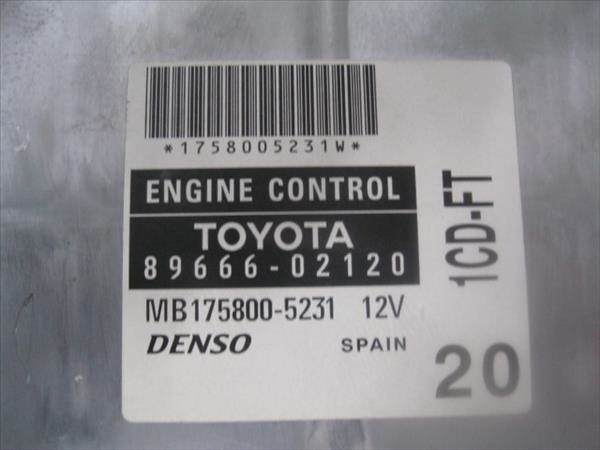 *1758005231W*
ENGINE CONTROL
TOYOTA
89666-02120
MB175800-5231 12V
DENSO SPAIN
1CD-FT
20